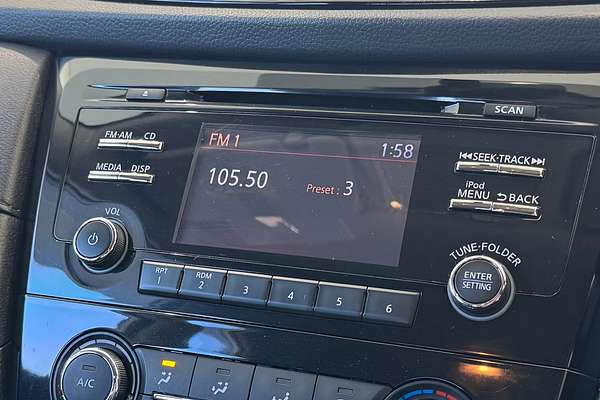 SCAN
FM·AM CD
MEDIA DISP
FM 1 1:58
105.50 Preset : 3
SEEK·TRACK
iPod
MENU BACK
VOL
TUNE·FOLDER
ENTER
SETTING
RPT
1
RDM
2
3
4
5
6
A/C